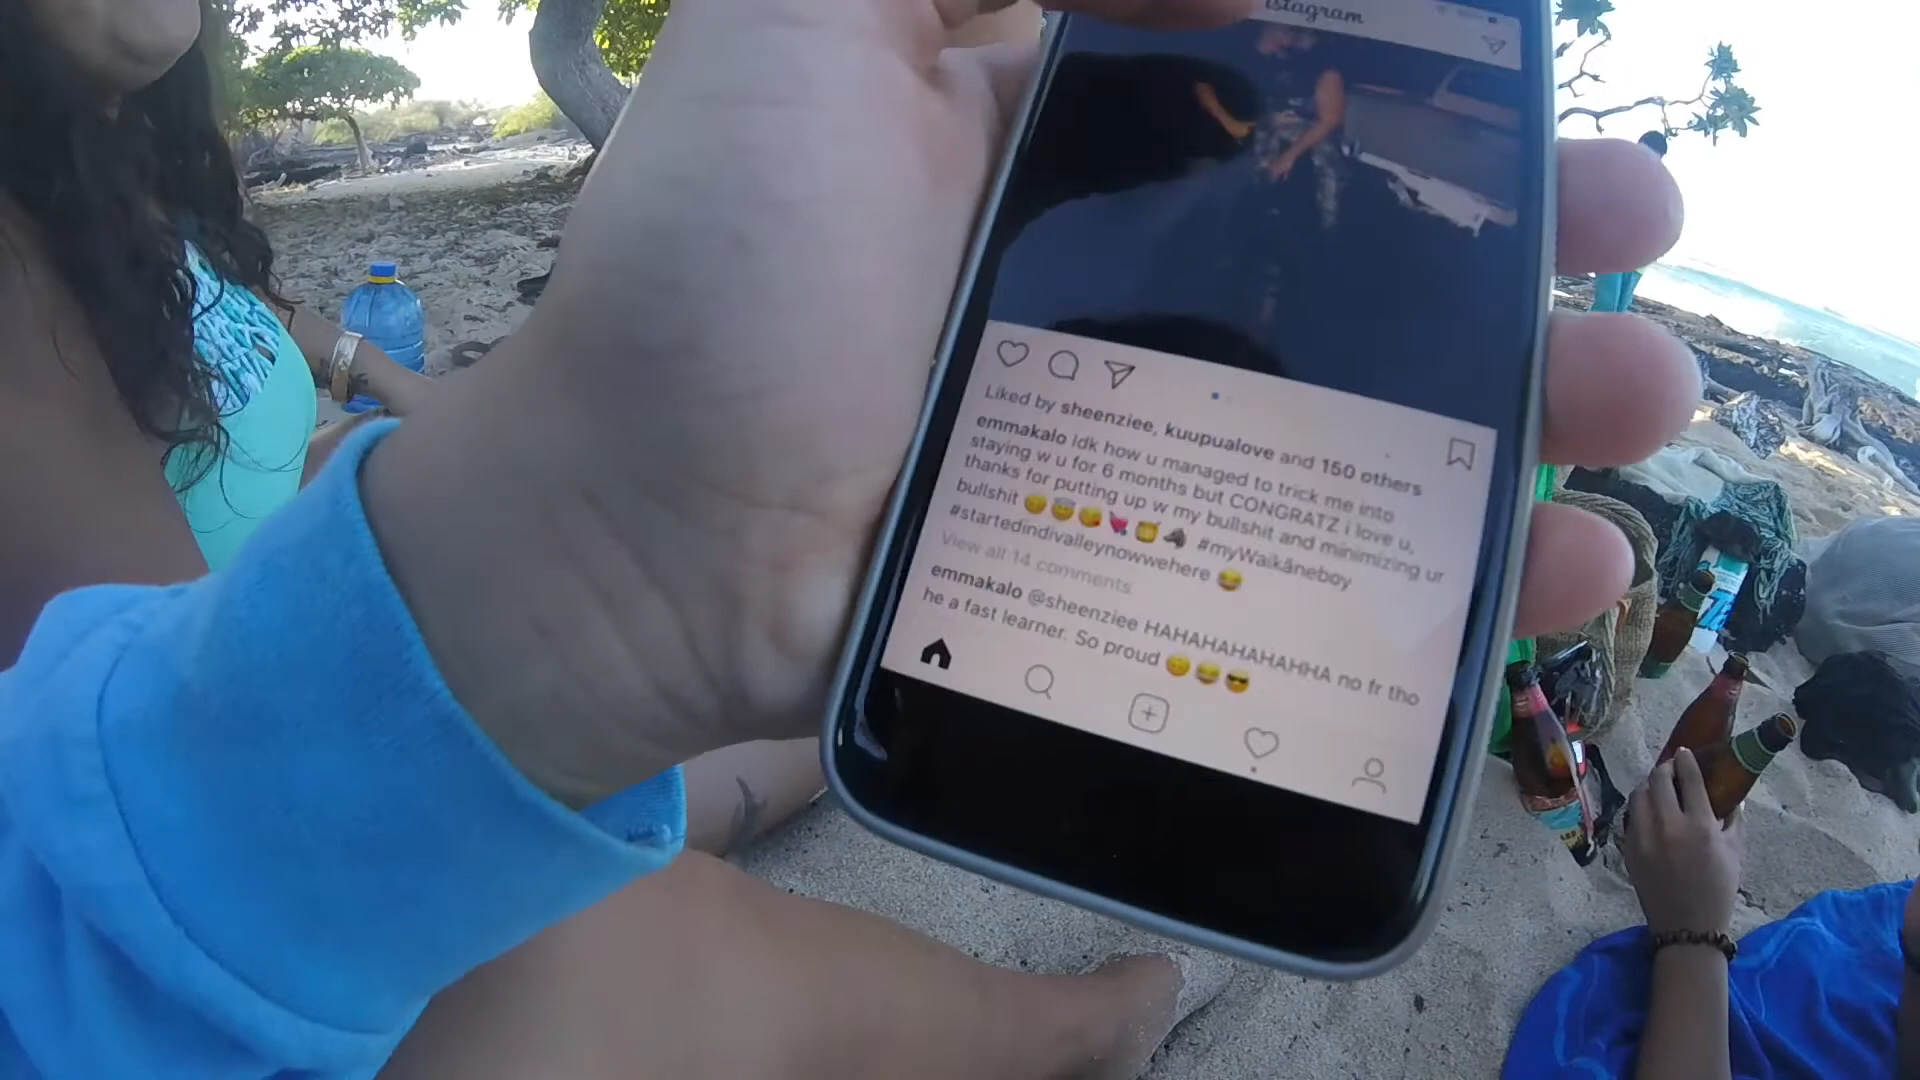 stagram
Liked by sheenziee, kuupualove and 150 others
emmakalo Idk how u managed to trick me into
staying w u for 6 months but CONGRATZ i love u,
thanks for putting up w my bullshit and minimizing ur
bullshit 😊😇😘💘🍯🐴 #myWaikāneboy
#startedindivalleynowwehere 😂
View all 14 comments
emmakalo @sheenziee HAHAHAHAHAHHA no fr tho
he a fast learner. So proud 😊😂😎